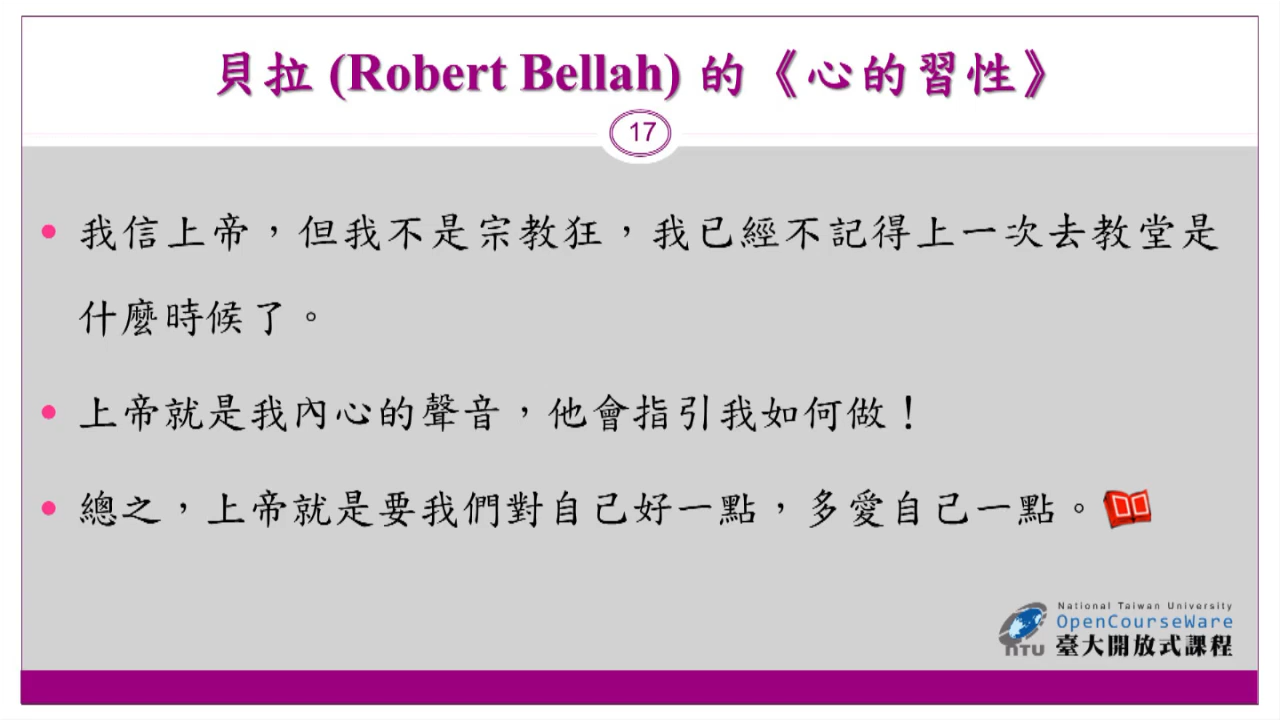 貝拉 (Robert Bellah) 的《心的習性》
17
• 我信上帝，但我不是宗教狂，我已經不記得上一次去教堂是
什麼時候了。
• 上帝就是我內心的聲音，他會指引我如何做！
• 總之，上帝就是要我們對自己好一點，多愛自己一點。
National Taiwan University
OpenCourseWare
NTU 臺大開放式課程